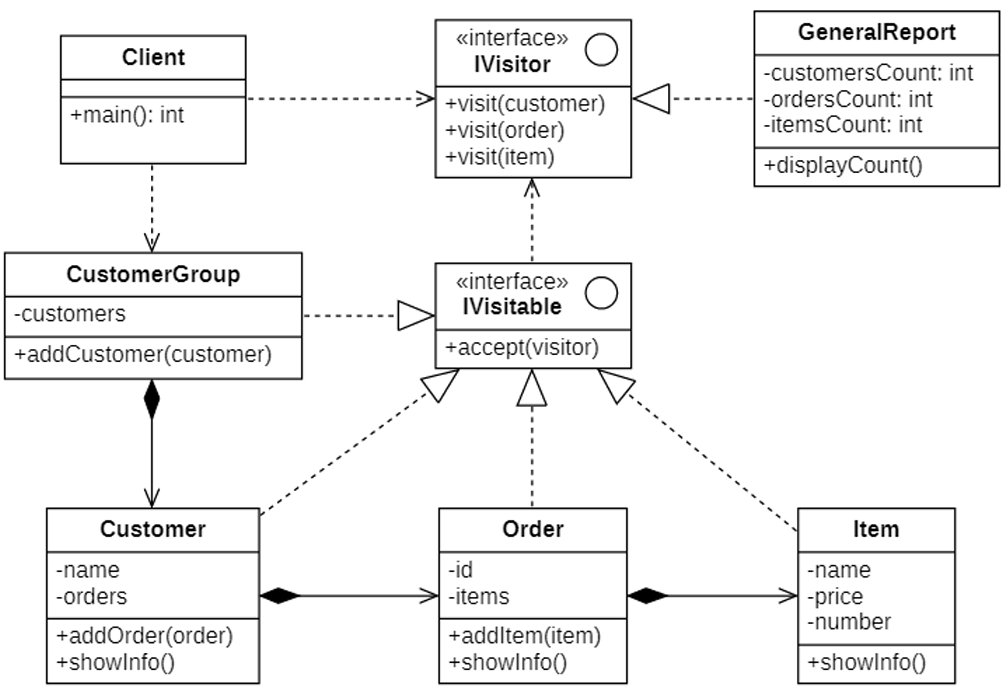 Client
+main(): int
«interface»
IVisitor
+visit(customer)
+visit(order)
+visit(item)
GeneralReport
-customersCount: int
-ordersCount: int
-itemsCount: int
+displayCount()
CustomerGroup
-customers
+addCustomer(customer)
«interface»
IVisitable
+accept(visitor)
Customer
-name
-orders
+addOrder(order)
+showInfo()
Order
-id
-items
+addItem(item)
+showInfo()
Item
-name
-price
-number
+showInfo()